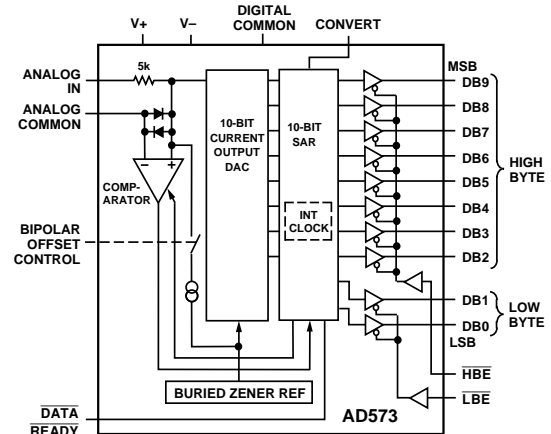 V+
V–
DIGITAL
COMMON
CONVERT
ANALOG
IN
5k
MSB
DB9
ANALOG
COMMON
DB8
10-BIT
CURRENT
OUTPUT
DAC
10-BIT
SAR
DB7
DB6
HIGH
BYTE
– +
COMP-
ARATOR
DB5
DB4
INT
CLOCK
BIPOLAR
OFFSET
CONTROL
DB3
DB2
DB1
LOW
BYTE
DB0
LSB
HBE
BURIED ZENER REF
LBE
DATA
READY
AD573